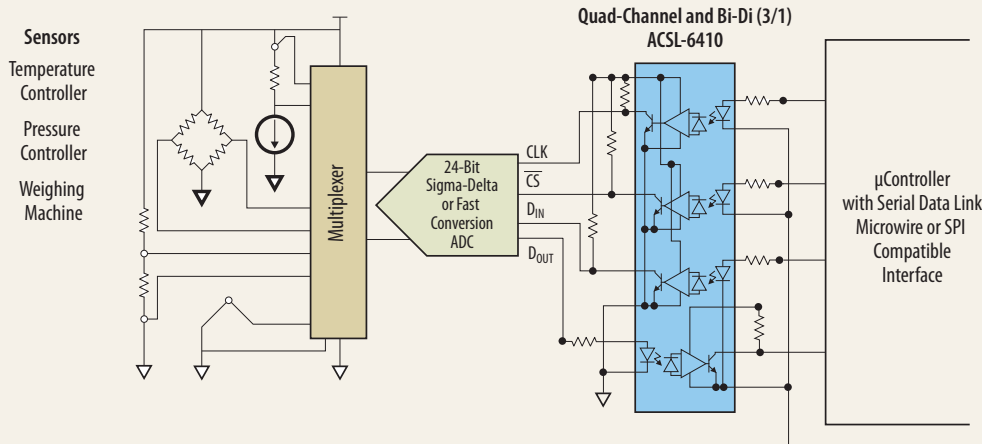 Quad-Channel and Bi-Di (3/1)
ACSL-6410
Sensors
Temperature
Controller
Pressure
Controller
Weighing
Machine
Multiplexer
24-Bit
Sigma-Delta
or Fast
Conversion
ADC
CLK
CS
DIN
DOUT
µController
with Serial Data Link
Microwire or SPI
Compatible
Interface